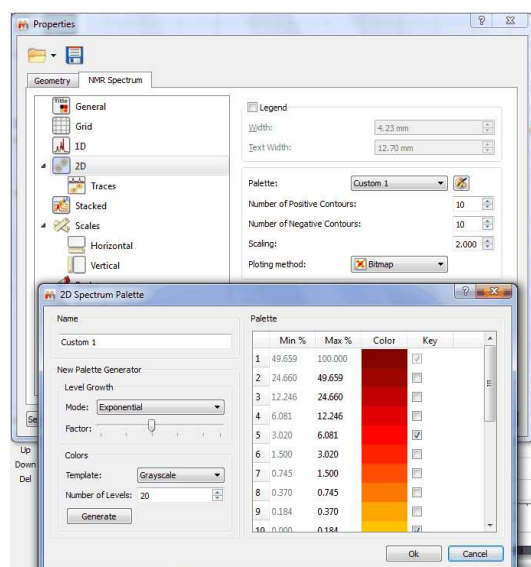 Properties
Geometry NMR Spectrum
Title General
Grid
1D
2D
Traces
Stacked
Scales
Horizontal
Vertical
Legend
Width: 4.23 mm
Text Width: 12.70 mm
Palette: Custom 1
Number of Positive Contours: 10
Number of Negative Contours: 10
Scaling: 2.000
Ploting method: Bitmap
2D Spectrum Palette
Name
Custom 1
New Palette Generator
Level Growth
Mode: Exponential
Factor:
Colors
Template: Grayscale
Number of Levels: 20
Generate
Palette
Min % Max % Color Key
1 49.659 100.000
2 24.660 49.659
3 12.246 24.660
4 6.081 12.246
5 3.020 6.081
6 1.500 3.020
7 0.745 1.500
8 0.370 0.745
9 0.184 0.370
10 0.000 0.184
Ok Cancel
Se
Up
Down
Del